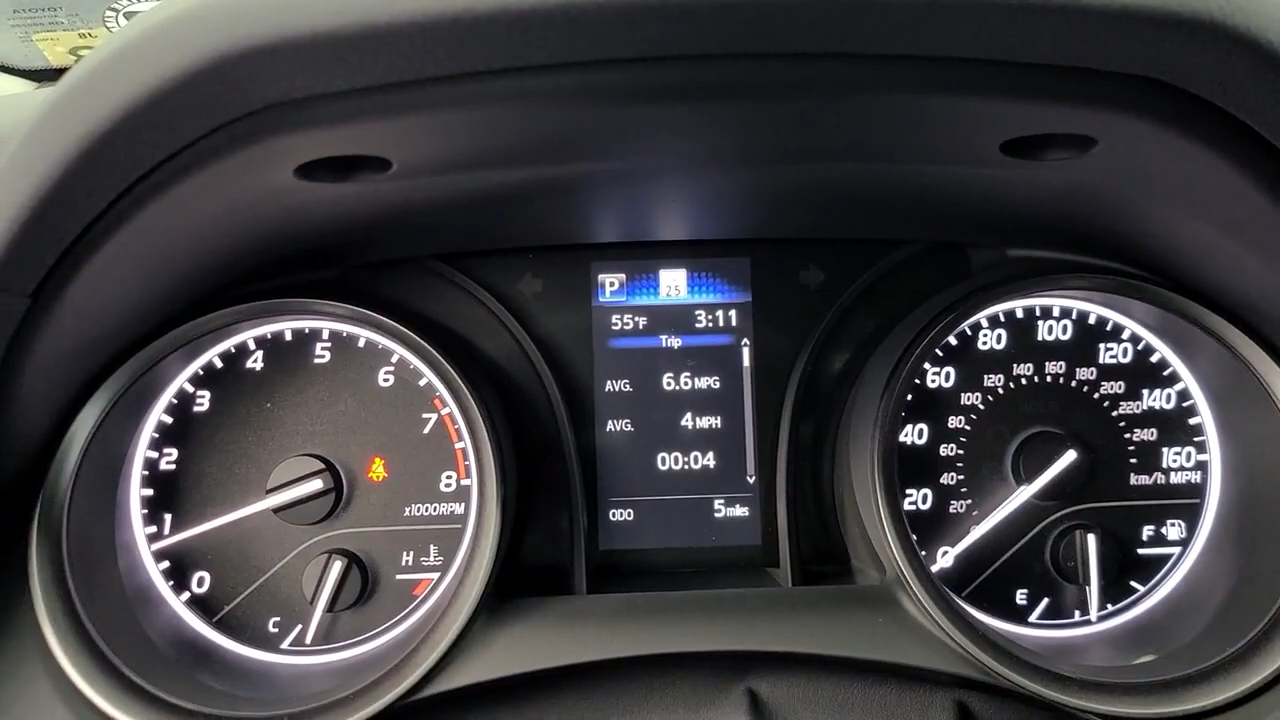 TOYOTA
P
25
55°F 3:11
Trip
AVG. 6.6 MPG
AVG. 4 MPH
00:04
ODO 5 miles
0
1
2
3
4
5
6
7
8
x1000RPM
H
C
0
20
40
60
80
100
120
140
160
20
40
60
80
100
120
140
160
180
200
220
240
km/h MPH
F
E